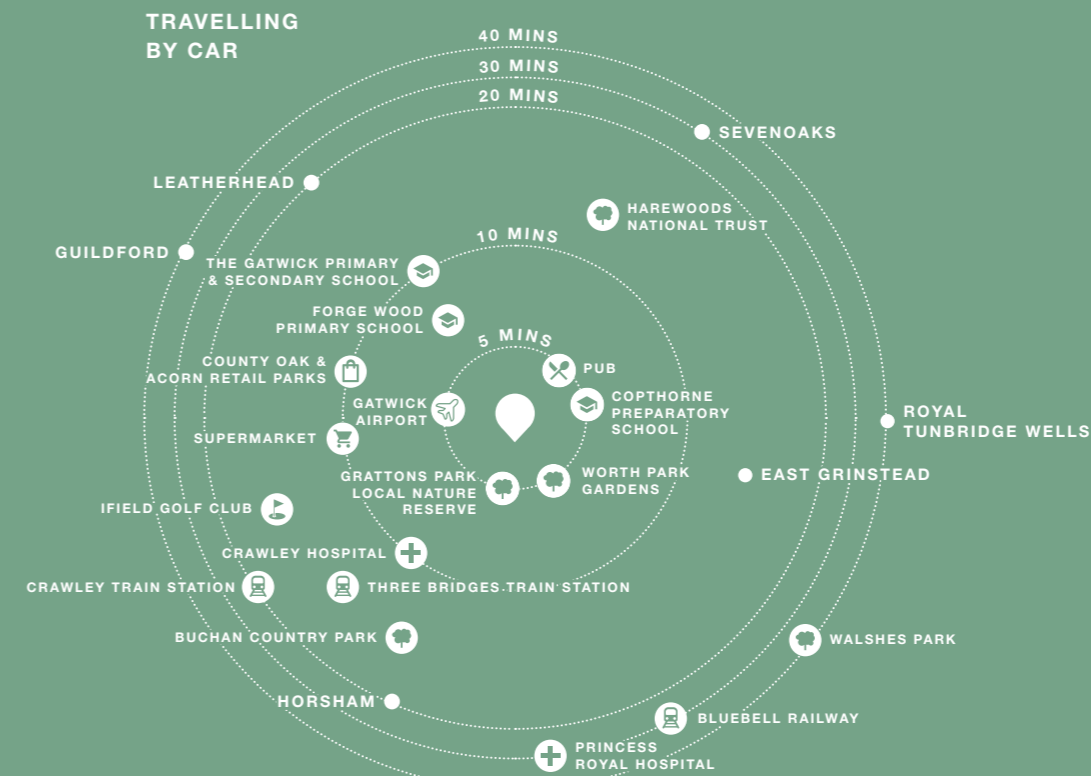 TRAVELLING
BY CAR
40 MINS
30 MINS
20 MINS
SEVENOAKS
LEATHERHEAD
HAREWOODS
NATIONAL TRUST
10 MINS
GUILDFORD
THE GATWICK PRIMARY
& SECONDARY SCHOOL
FORGE WOOD
PRIMARY SCHOOL
5 MINS
COUNTY OAK &
ACORN RETAIL PARKS
PUB
GATWICK
AIRPORT
COPTHORNE
PREPARATORY
SCHOOL
ROYAL
TUNBRIDGE WELLS
SUPERMARKET
GRATTONS PARK
LOCAL NATURE
RESERVE
WORTH PARK
GARDENS
EAST GRINSTEAD
IFIELD GOLF CLUB
CRAWLEY HOSPITAL
CRAWLEY TRAIN STATION
THREE BRIDGES TRAIN STATION
BUCHAN COUNTRY PARK
WALSHES PARK
HORSHAM
BLUEBELL RAILWAY
PRINCESS
ROYAL HOSPITAL